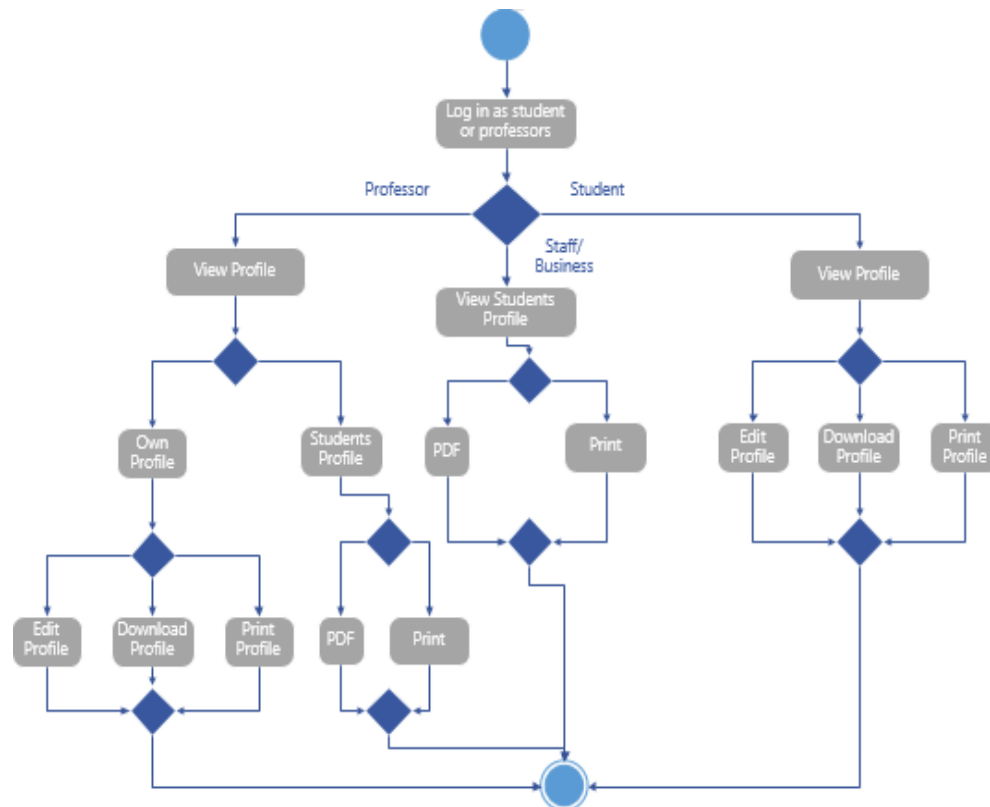 Log in as student
or professors
Professor
Student
Staff/
Business
View Profile
View Students
Profile
View Profile
Own
Profile
Students
Profile
PDF
Print
Edit
Profile
Download
Profile
Print
Profile
Edit
Profile
Download
Profile
Print
Profile
PDF
Print